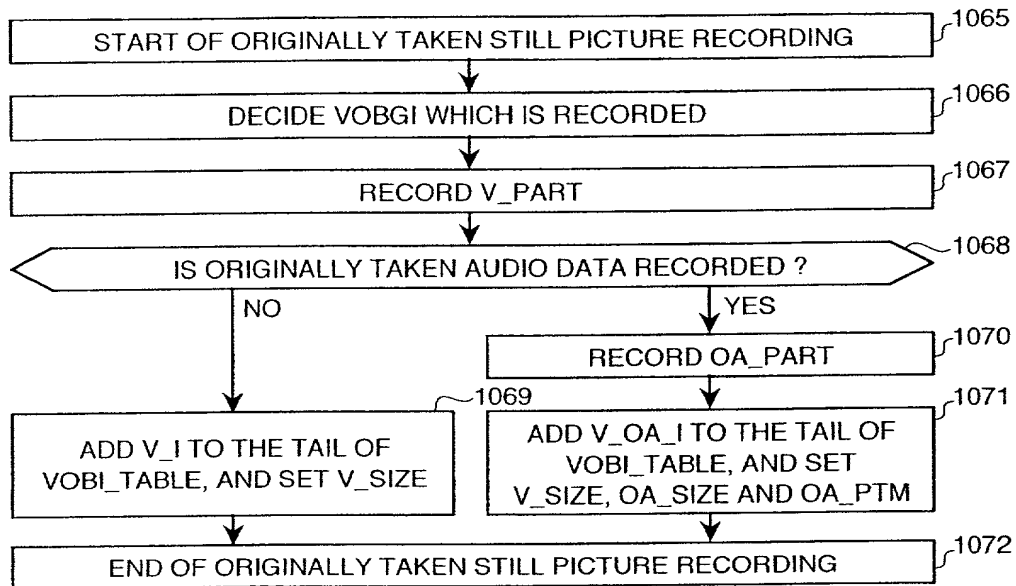 1065
START OF ORIGINALLY TAKEN STILL PICTURE RECORDING
1066
DECIDE VOBGI WHICH IS RECORDED
1067
RECORD V_PART
1068
IS ORIGINALLY TAKEN AUDIO DATA RECORDED ?
NO
YES
1070
RECORD OA_PART
1069
ADD V_I TO THE TAIL OF
VOBI_TABLE, AND SET V_SIZE
1071
ADD V_OA_I TO THE TAIL OF
VOBI_TABLE, AND SET
V_SIZE, OA_SIZE AND OA_PTM
1072
END OF ORIGINALLY TAKEN STILL PICTURE RECORDING